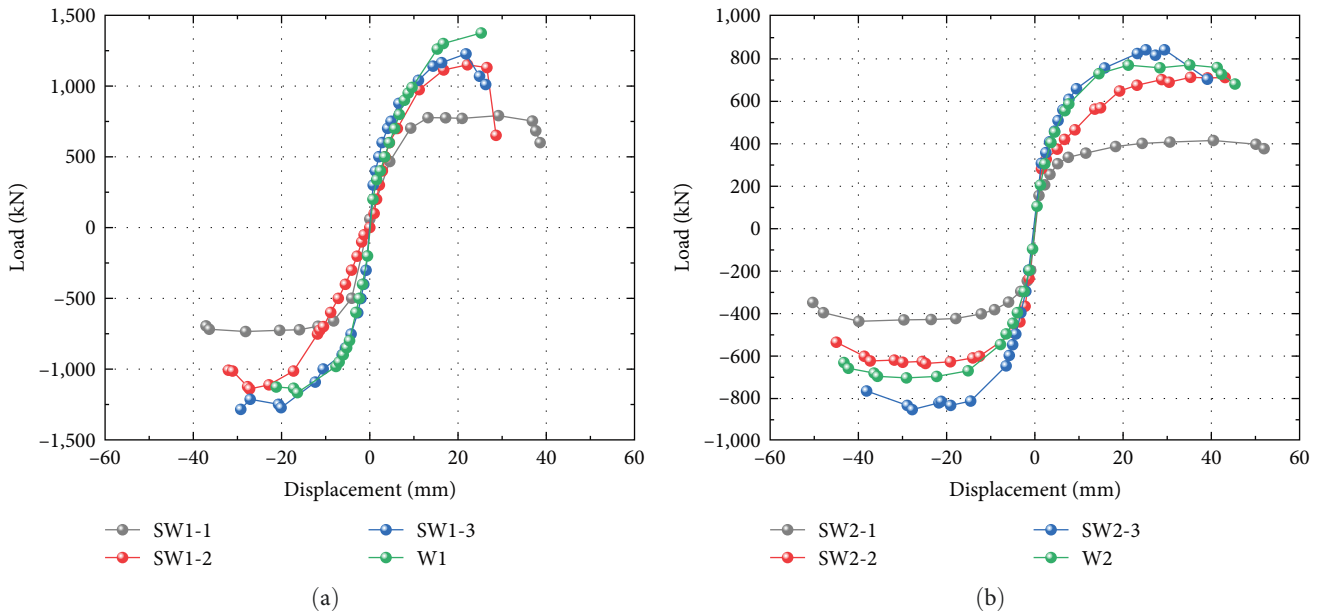 1,500
1,000
500
0
–500
–1,000
–1,500
Load (kN)
–60 –40 –20 0 20 40 60
Displacement (mm)
SW1-1
SW1-2
SW1-3
W1
(a)
1,000
800
600
400
200
0
–200
–400
–600
–800
–1,000
Load (kN)
–60 –40 –20 0 20 40 60
Displacement (mm)
SW2-1
SW2-2
SW2-3
W2
(b)